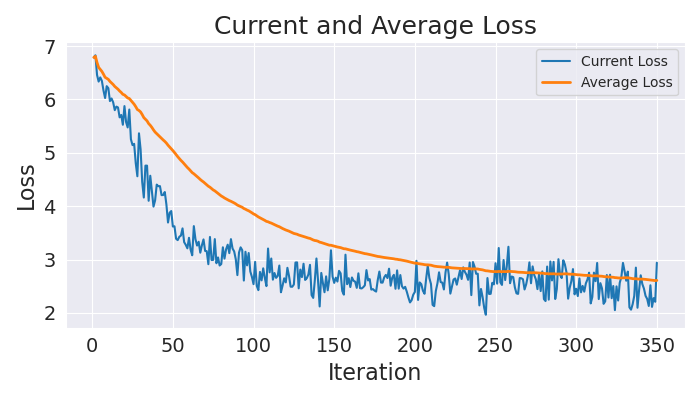 Current and Average Loss
7
6
5
4
3
2
Loss
Current Loss
Average Loss
0 50 100 150 200 250 300 350
Iteration